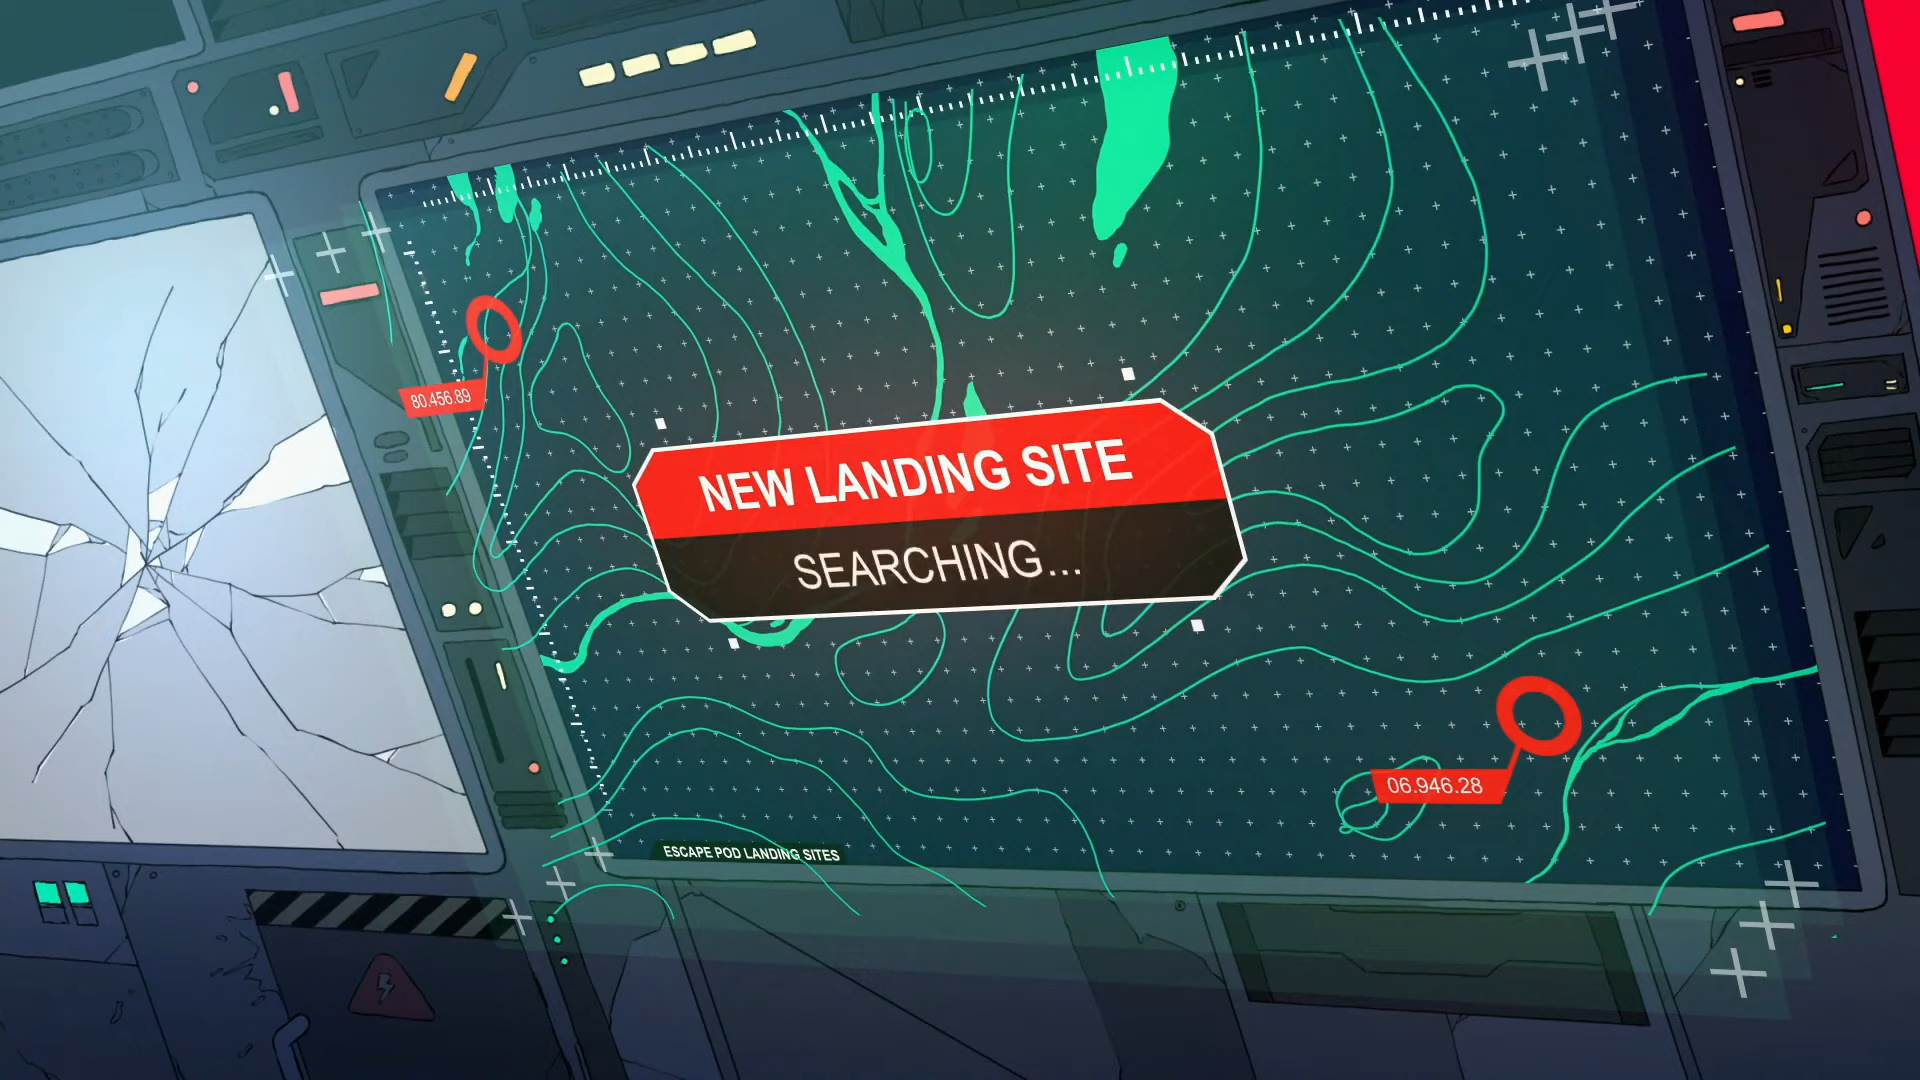 80.456.89
NEW LANDING SITE
SEARCHING...
06.946.28
ESCAPE POD LANDING SITES